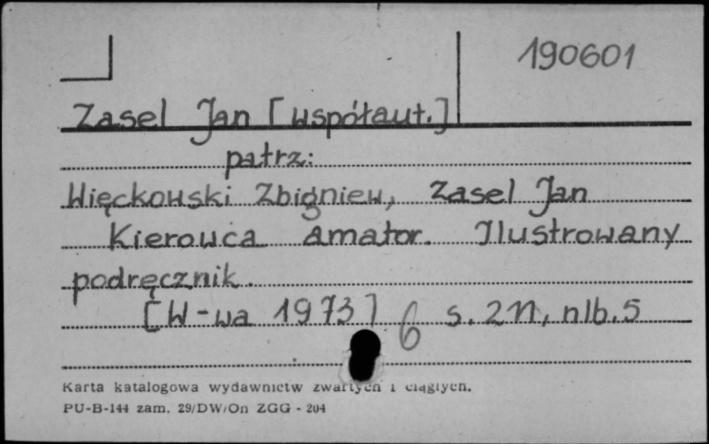 190601
Zasel Jan [współaut.]
patrz:
Więckowski Zbigniew, Zasel Jan
Kierowca amator. Ilustrowany
podręcznik.
[W-wa 1973] 6 s. 211, nlb. 5
Karta katalogowa wydawnictw zwartych i ciągłych.
PU-B-144 zam. 29/DW/On ZGG - 204